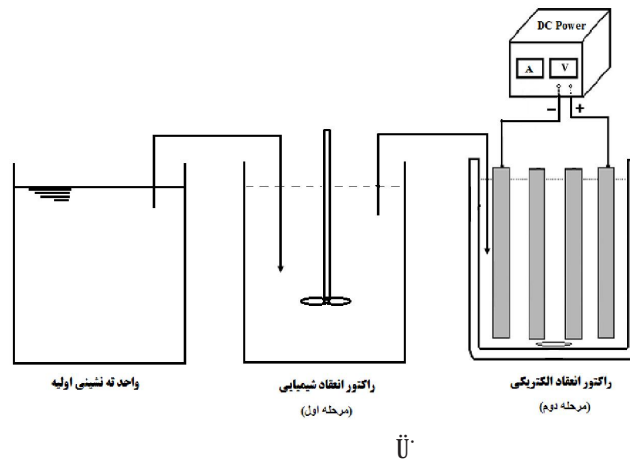 DC Power
A V
− +
واحد ته نشینی اولیه
راکتور انعقاد شیمیایی
(مرحله اول)
راکتور انعقاد الکتریکی
(مرحله دوم)
Ü·